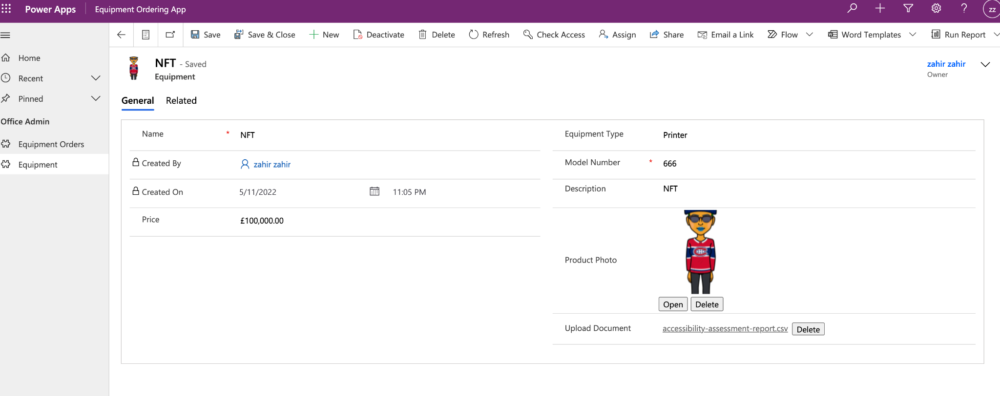 Power Apps Equipment Ordering App ? ZZ
Save Save & Close New Deactivate Delete Refresh Check Access Assign Share Email a Link Flow Word Templates Run Report
Home
Recent
Pinned
Office Admin
Equipment Orders
Equipment
NFT - Saved
Equipment
zahir zahir
Owner
General Related
Name * NFT
Created By zahir zahir
Created On 5/11/2022 11:05 PM
Price £100,000.00
Equipment Type Printer
Model Number * 666
Description NFT
Product Photo
CH
Open Delete
Upload Document accessibility-assessment-report.csv Delete